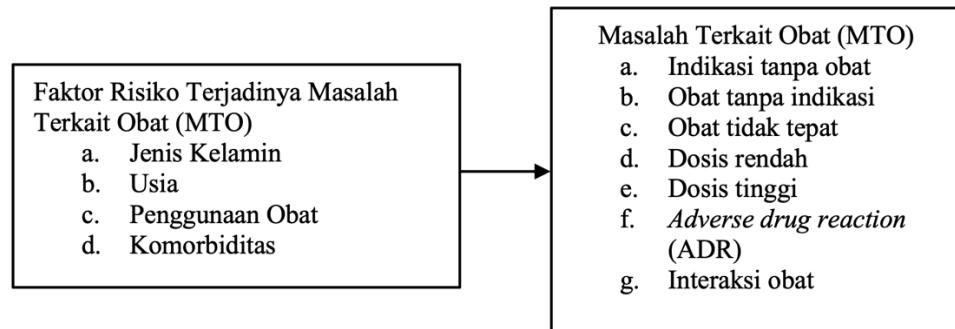 Faktor Risiko Terjadinya Masalah
Terkait Obat (MTO)
a. Jenis Kelamin
b. Usia
c. Penggunaan Obat
d. Komorbiditas
Masalah Terkait Obat (MTO)
a. Indikasi tanpa obat
b. Obat tanpa indikasi
c. Obat tidak tepat
d. Dosis rendah
e. Dosis tinggi
f. Adverse drug reaction
(ADR)
g. Interaksi obat